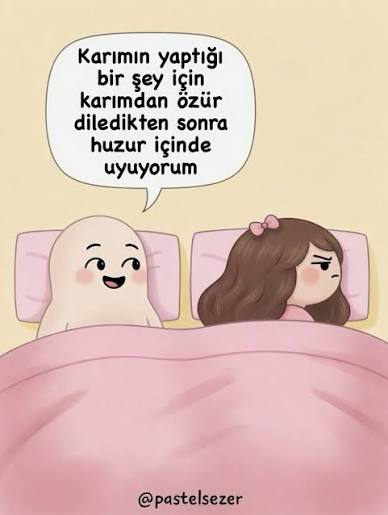 Karımın yaptığı
bir şey için
karımdan özür
diledikten sonra
huzur içinde
uyuyorum
@pastelsezer